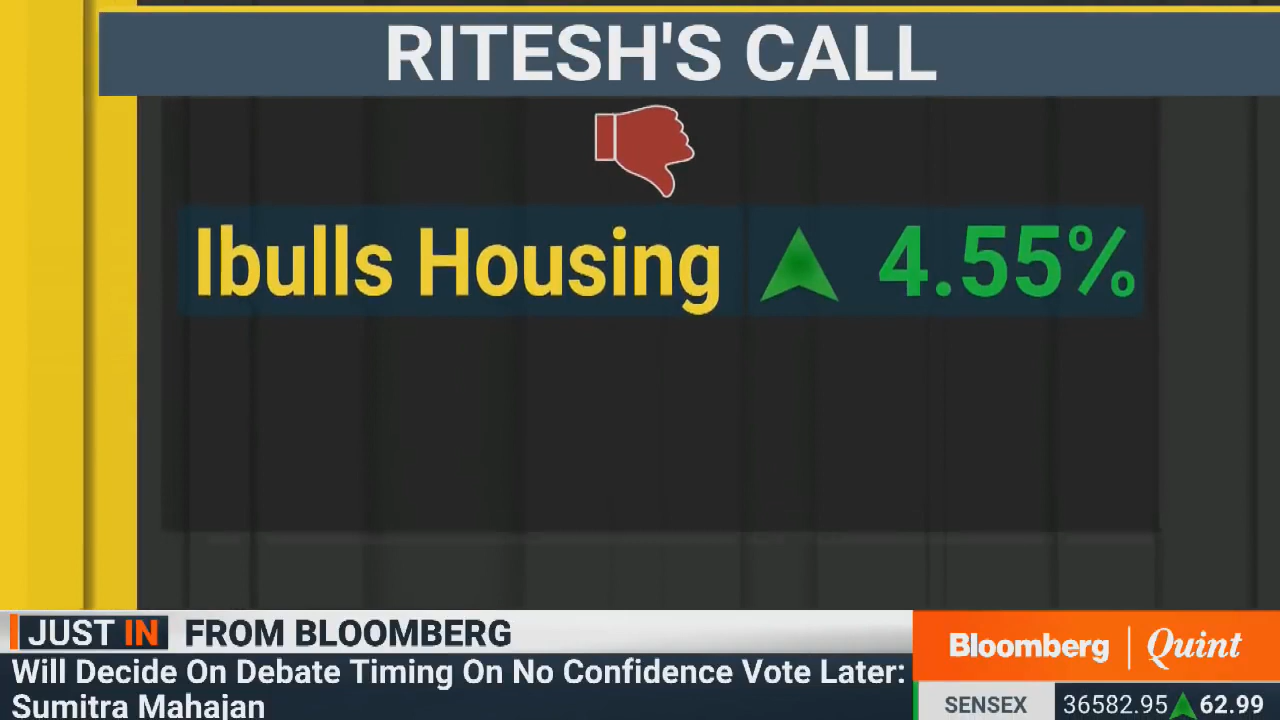 RITESH'S CALL
Ibulls Housing 4.55%
JUST IN FROM BLOOMBERG
Will Decide On Debate Timing On No Confidence Vote Later:
Sumitra Mahajan
Bloomberg | Quint
SENSEX 36582.95 62.99